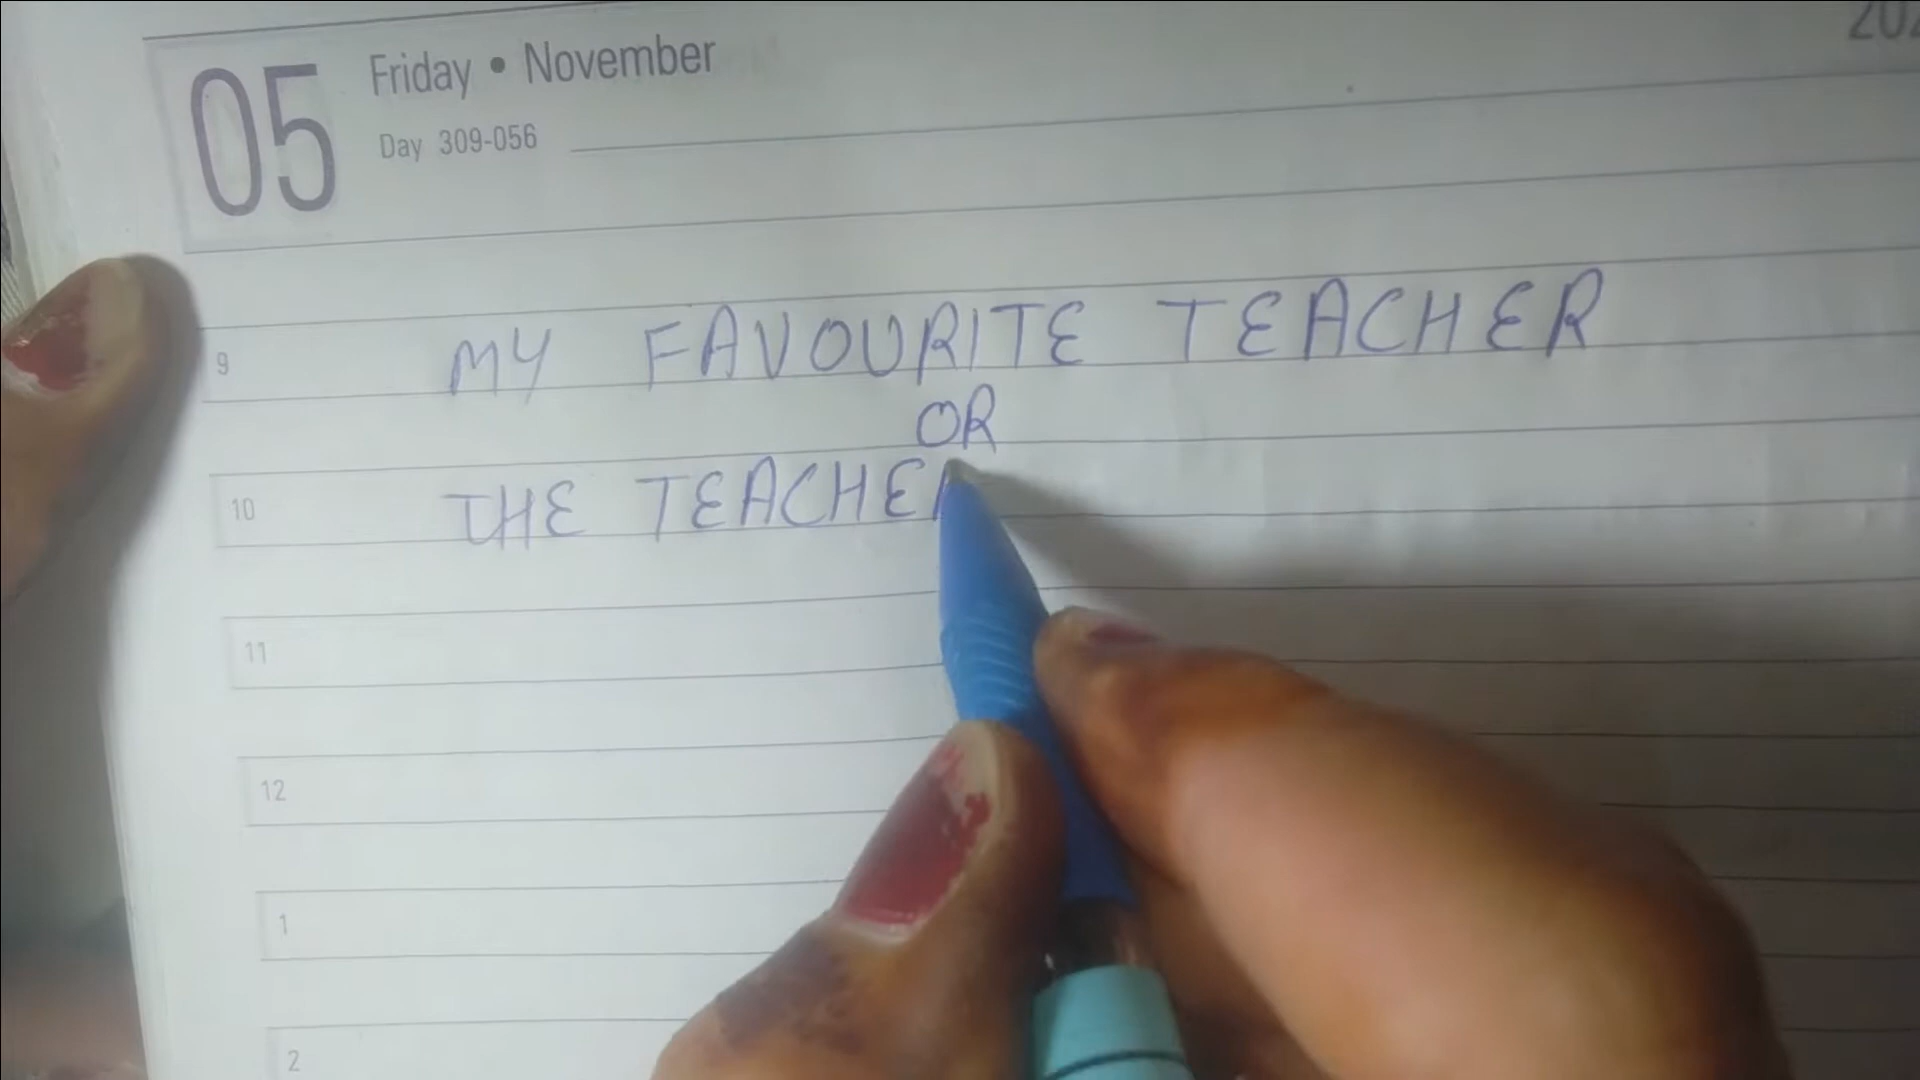 05 Friday • November
Day 309-056
9 MY FAVOURITE TEACHER
OR
10 THE TEACHE
11
12
1
2